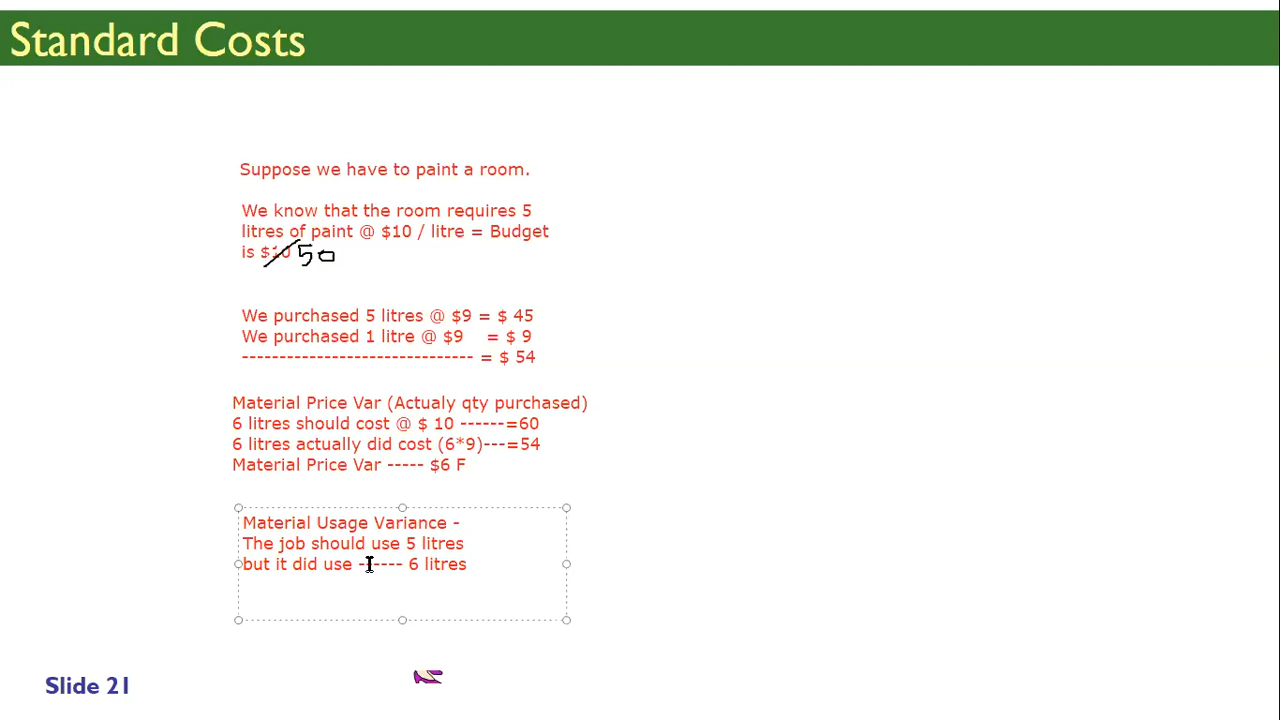 Standard Costs
Suppose we have to paint a room.
We know that the room requires 5
litres of paint @ $10 / litre = Budget
is $10 50
We purchased 5 litres @ $9 = $ 45
We purchased 1 litre @ $9 = $ 9
------------------------------- = $ 54
Material Price Var (Actualy qty purchased)
6 litres should cost @ $ 10 ------=60
6 litres actually did cost (6*9)---=54
Material Price Var ----- $6 F
Material Usage Variance -
The job should use 5 litres
but it did use ------ 6 litres
Slide 21